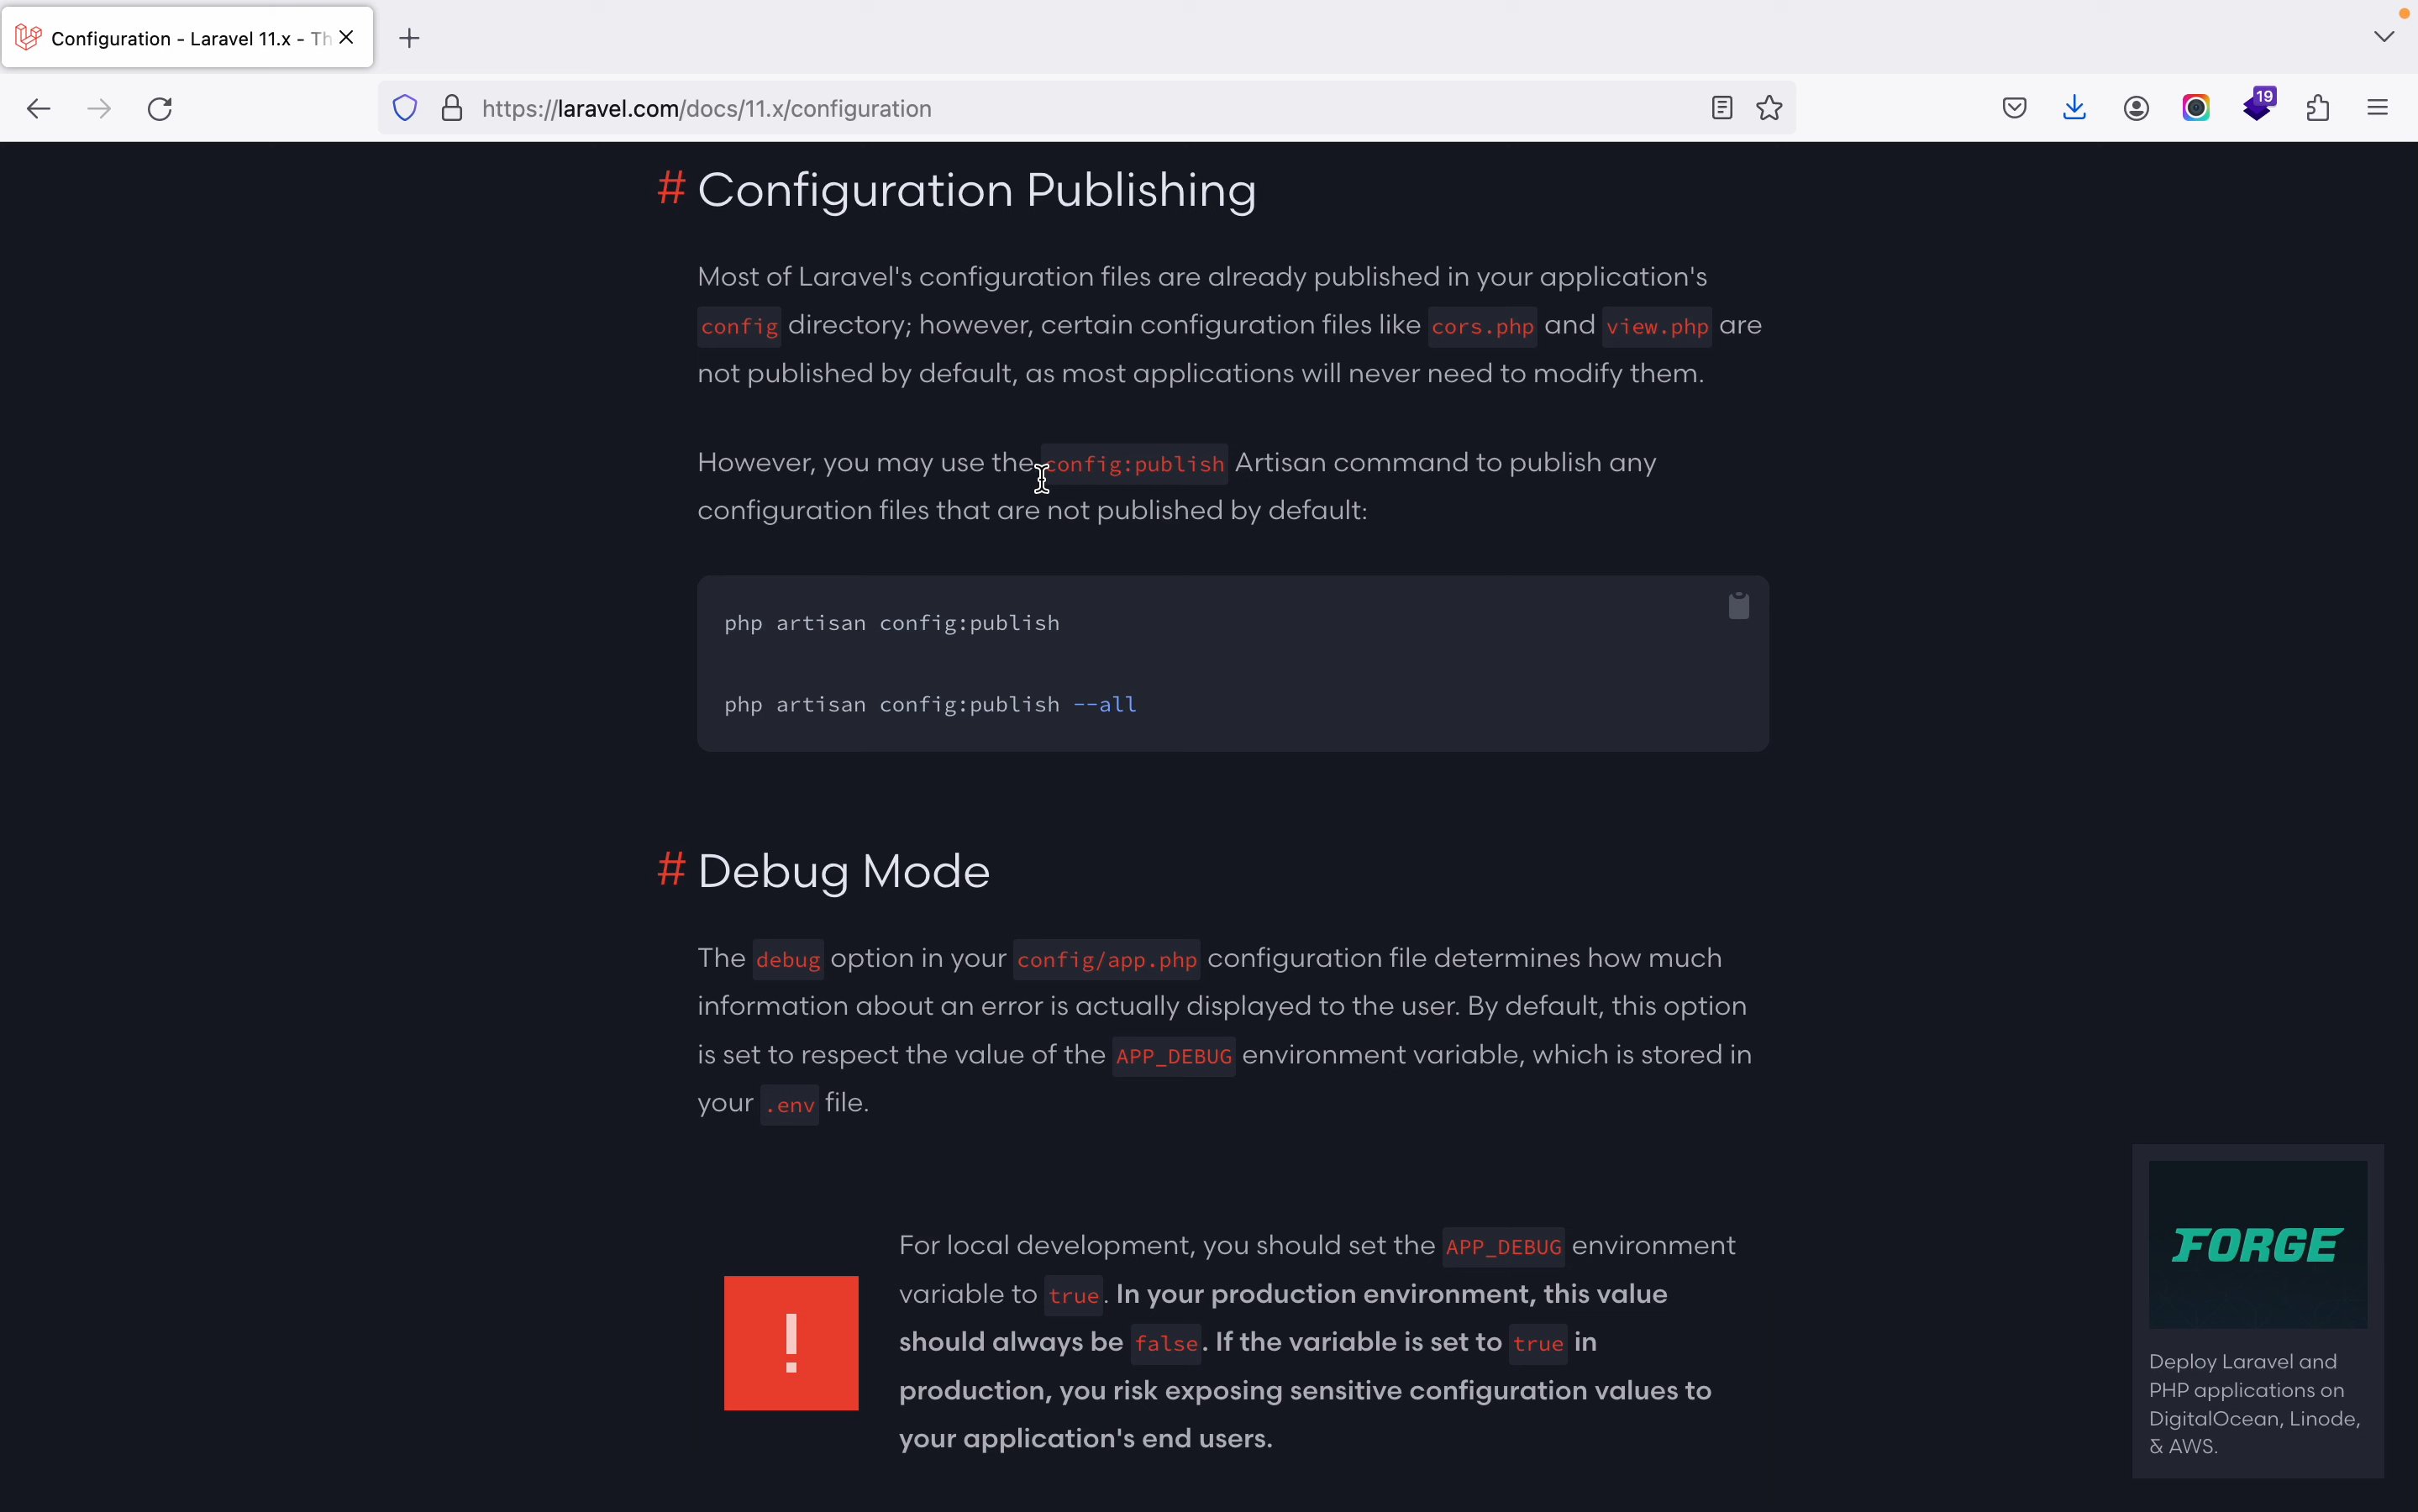 Configuration - Laravel 11.x - Th
https://laravel.com/docs/11.x/configuration
19
# Configuration Publishing
Most of Laravel's configuration files are already published in your application's
config directory; however, certain configuration files like cors.php and view.php are
not published by default, as most applications will never need to modify them.
However, you may use the config:publish Artisan command to publish any
configuration files that are not published by default:
php artisan config:publish
php artisan config:publish --all
# Debug Mode
The debug option in your config/app.php configuration file determines how much
information about an error is actually displayed to the user. By default, this option
is set to respect the value of the APP_DEBUG environment variable, which is stored in
your .env file.
For local development, you should set the APP_DEBUG environment
variable to true. In your production environment, this value
should always be false. If the variable is set to true in
production, you risk exposing sensitive configuration values to
your application's end users.
FORGE
Deploy Laravel and
PHP applications on
DigitalOcean, Linode,
& AWS.